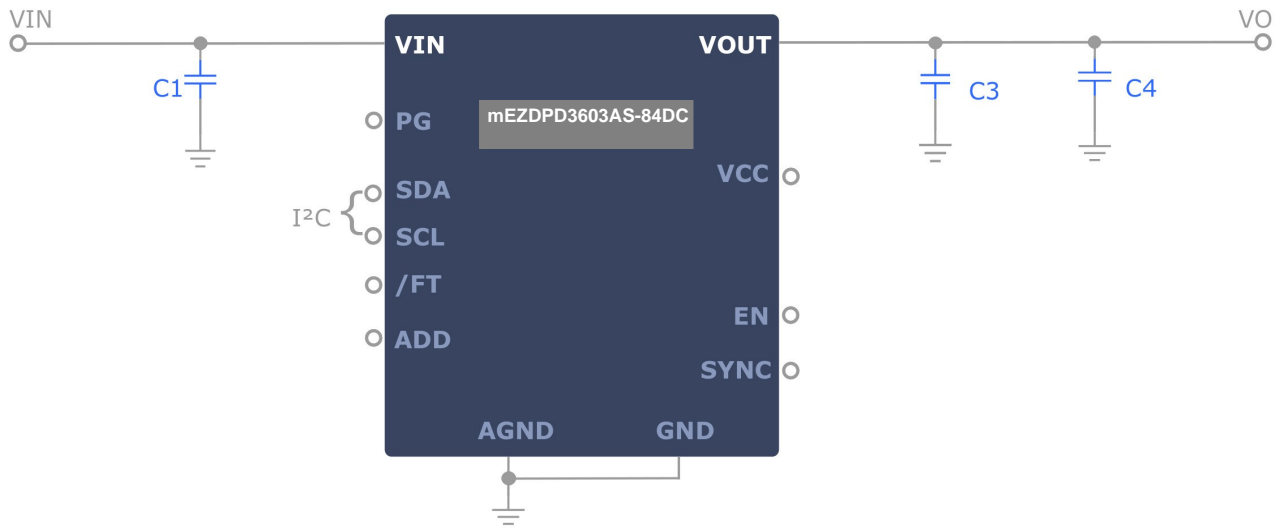 VIN
VO
VIN
VOUT
C1
C3
C4
PG
mEZDPD3603AS-84DC
VCC
SDA
I²C
SCL
/FT
EN
ADD
SYNC
AGND
GND